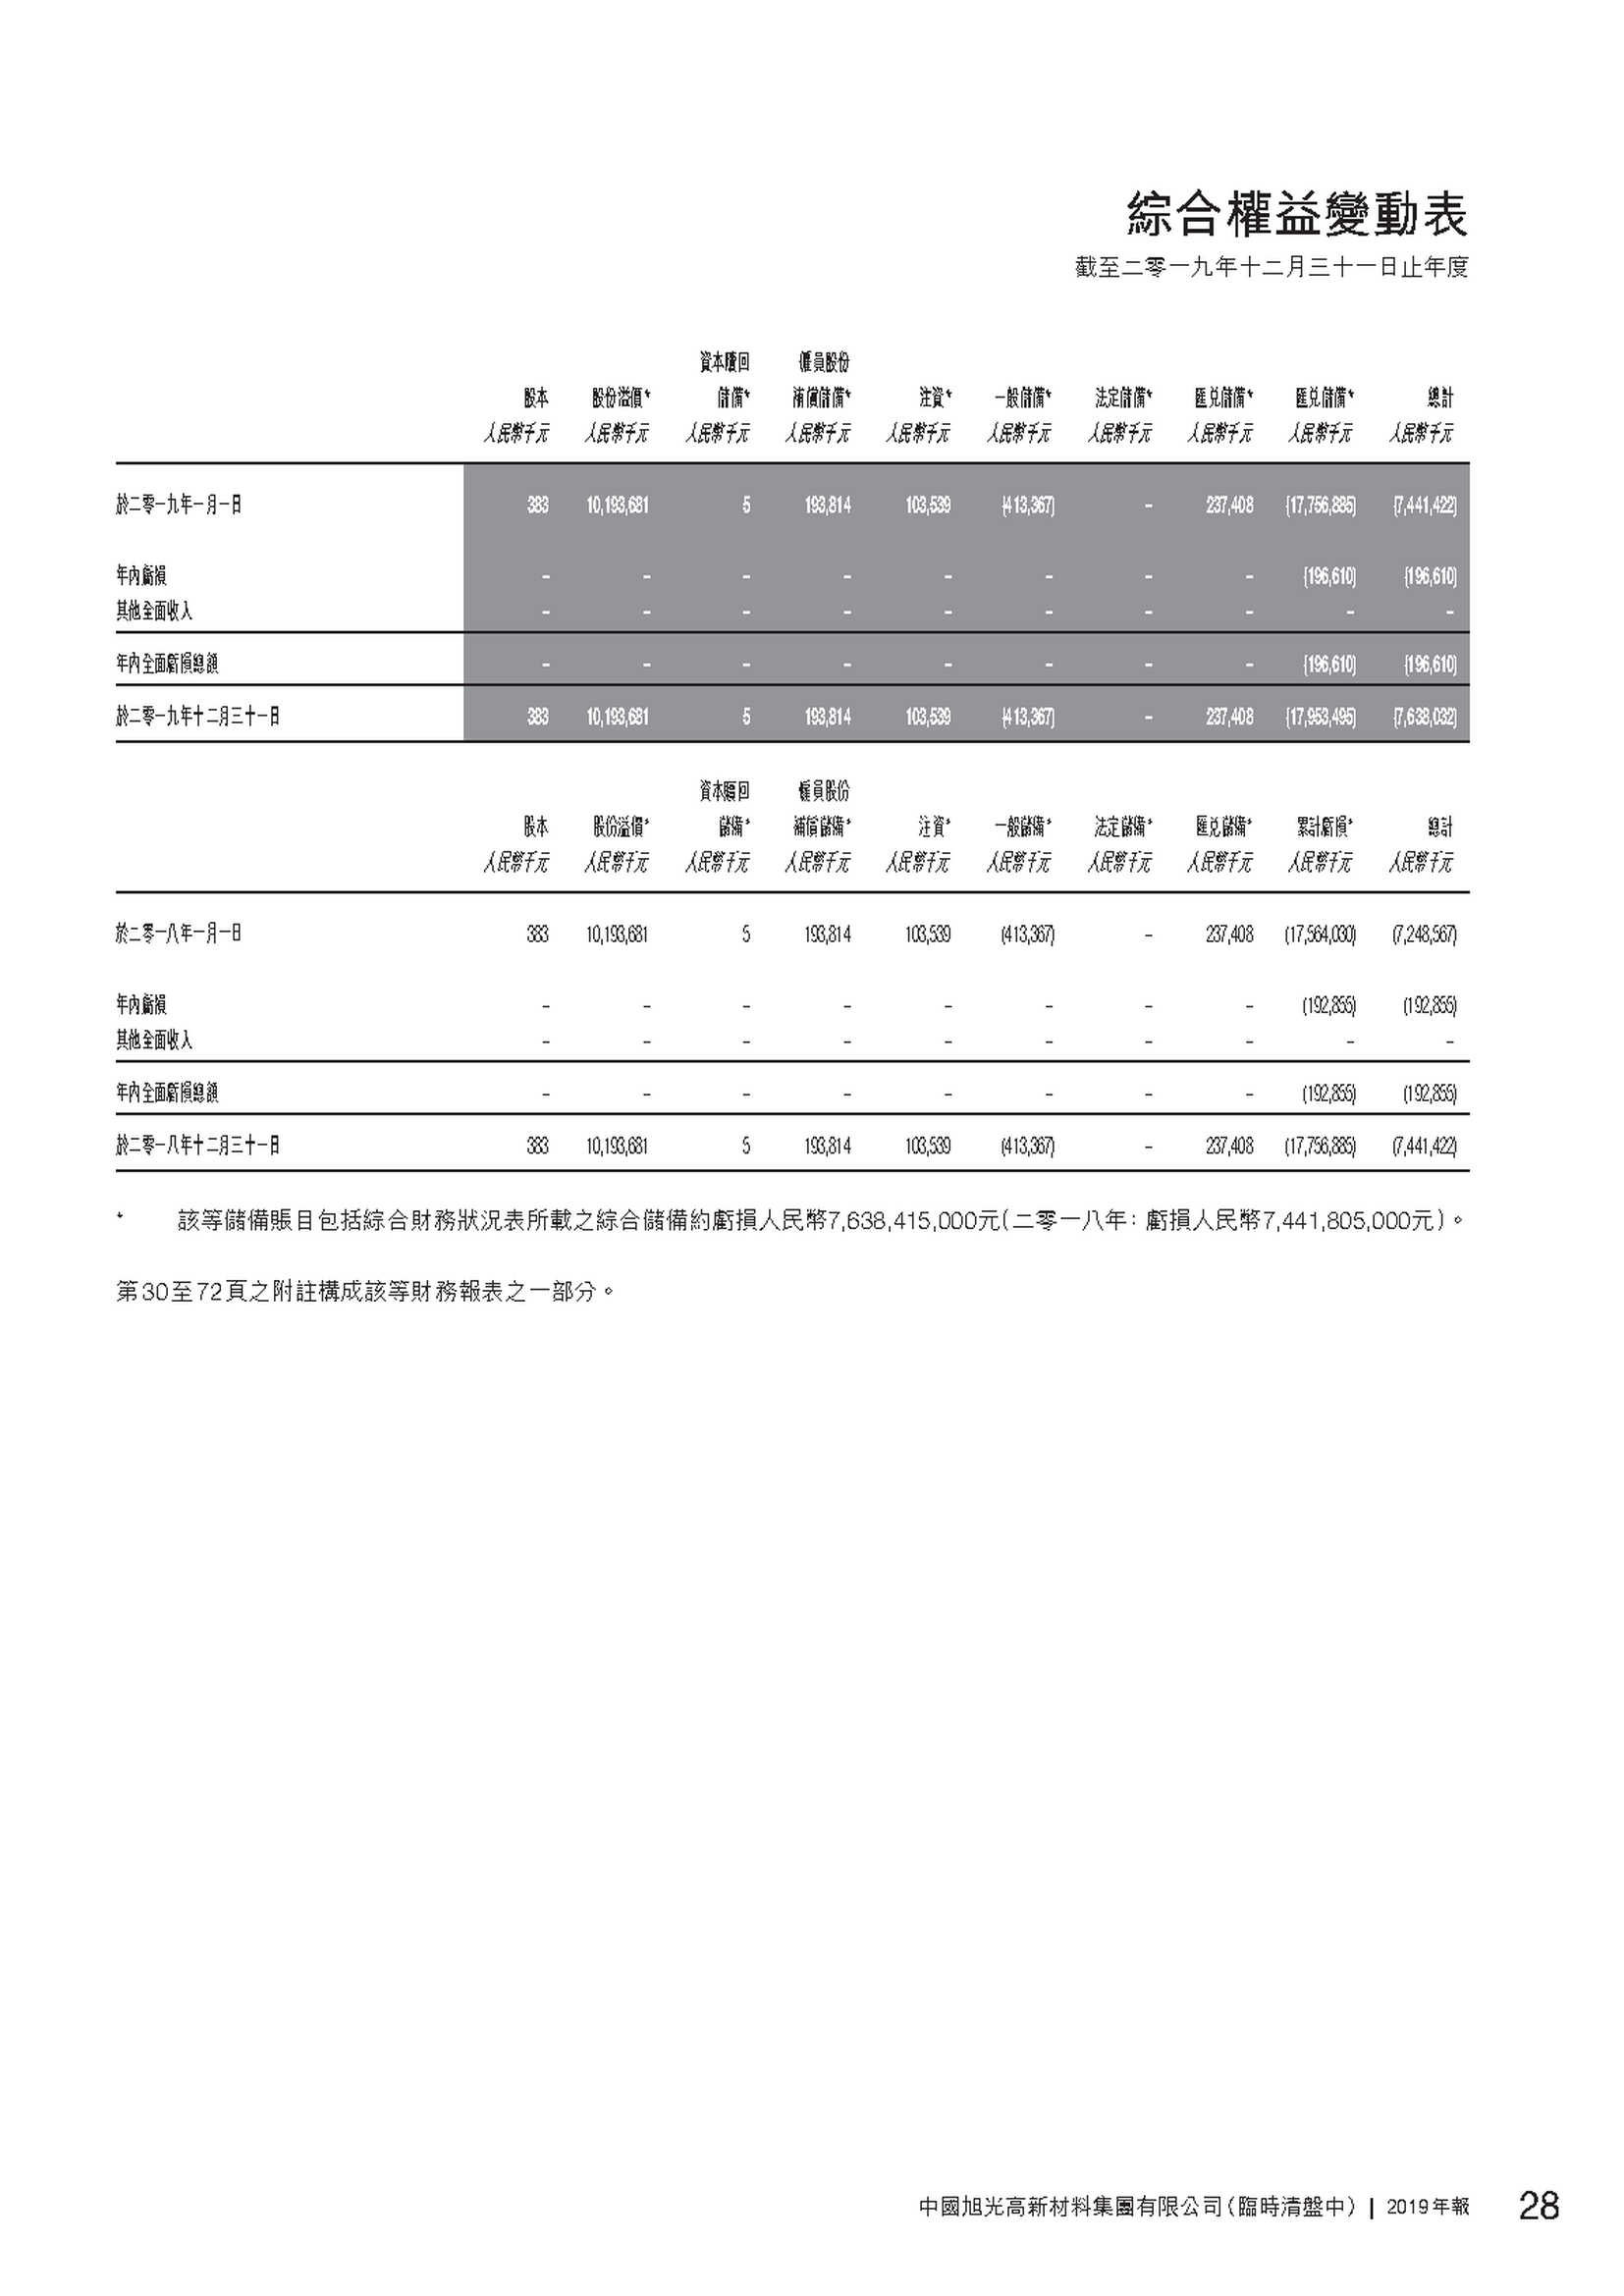 綜合權益變動表
截至二零一九年十二月三十一日止年度
資本贖回 僱員股份
股本 股份溢價* 儲備* 補償儲備* 注資* 一般儲備* 法定儲備* 匯兌儲備* 匯兌儲備* 總計
人民幣千元 人民幣千元 人民幣千元 人民幣千元 人民幣千元 人民幣千元 人民幣千元 人民幣千元 人民幣千元 人民幣千元
於二零一九年一月一日 383 10,193,681 5 193,814 103,539 (413,367) – 237,408 (17,756,885) (7,441,422)
年內虧損 – – – – – – – – (196,610) (196,610)
其他全面收入 – – – – – – – – – –
年內全面虧損總額 – – – – – – – – (196,610) (196,610)
於二零一九年十二月三十一日 383 10,193,681 5 193,814 103,539 (413,367) – 237,408 (17,953,495) (7,638,032)
資本贖回 僱員股份
股本 股份溢價* 儲備* 補償儲備* 注資* 一般儲備* 法定儲備* 匯兌儲備* 累計虧損* 總計
人民幣千元 人民幣千元 人民幣千元 人民幣千元 人民幣千元 人民幣千元 人民幣千元 人民幣千元 人民幣千元 人民幣千元
於二零一八年一月一日 383 10,193,681 5 193,814 103,539 (413,367) – 237,408 (17,564,030) (7,248,567)
年內虧損 – – – – – – – – (192,855) (192,855)
其他全面收入 – – – – – – – – – –
年內全面虧損總額 – – – – – – – – (192,855) (192,855)
於二零一八年十二月三十一日 383 10,193,681 5 193,814 103,539 (413,367) – 237,408 (17,756,885) (7,441,422)
* 該等儲備賬目包括綜合財務狀況表所載之綜合儲備約虧損人民幣7,638,415,000元(二零一八年:虧損人民幣7,441,805,000元)。
第30至72頁之附註構成該等財務報表之一部分。
中國旭光高新材料集團有限公司(臨時清盤中) | 2019年報 28